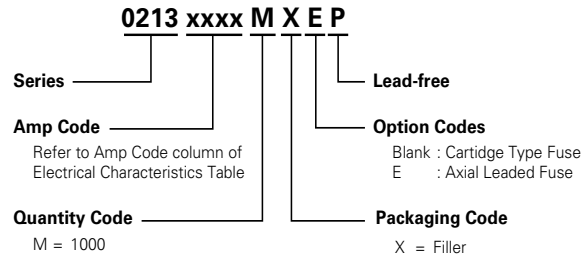 0213 xxxx M X E P
Series
Lead-free
Amp Code
Refer to Amp Code column of
Electrical Characteristics Table
Option Codes
Blank : Cartidge Type Fuse
E : Axial Leaded Fuse
Quantity Code
M = 1000
Packaging Code
X = Filler